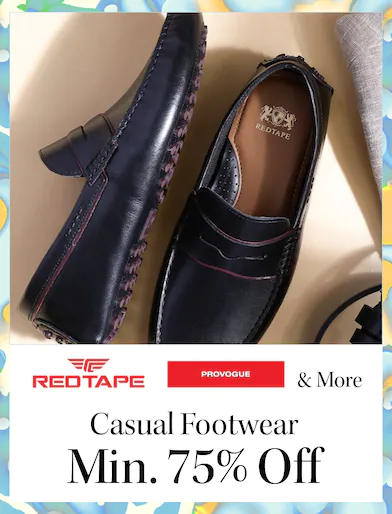 REDTAPE
REDTAPE
PROVOGUE
& More
Casual Footwear
Min. 75% Off